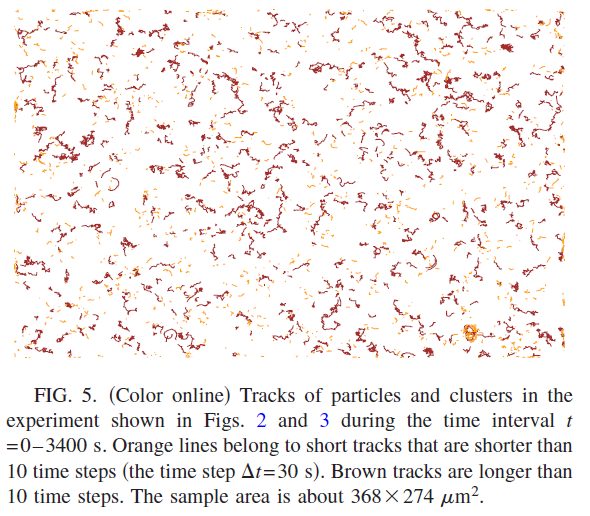 FIG. 5. (Color online) Tracks of particles and clusters in the
experiment shown in Figs. 2 and 3 during the time interval t
=0–3400 s. Orange lines belong to short tracks that are shorter than
10 time steps (the time step Δt=30 s). Brown tracks are longer than
10 time steps. The sample area is about 368×274 μm².